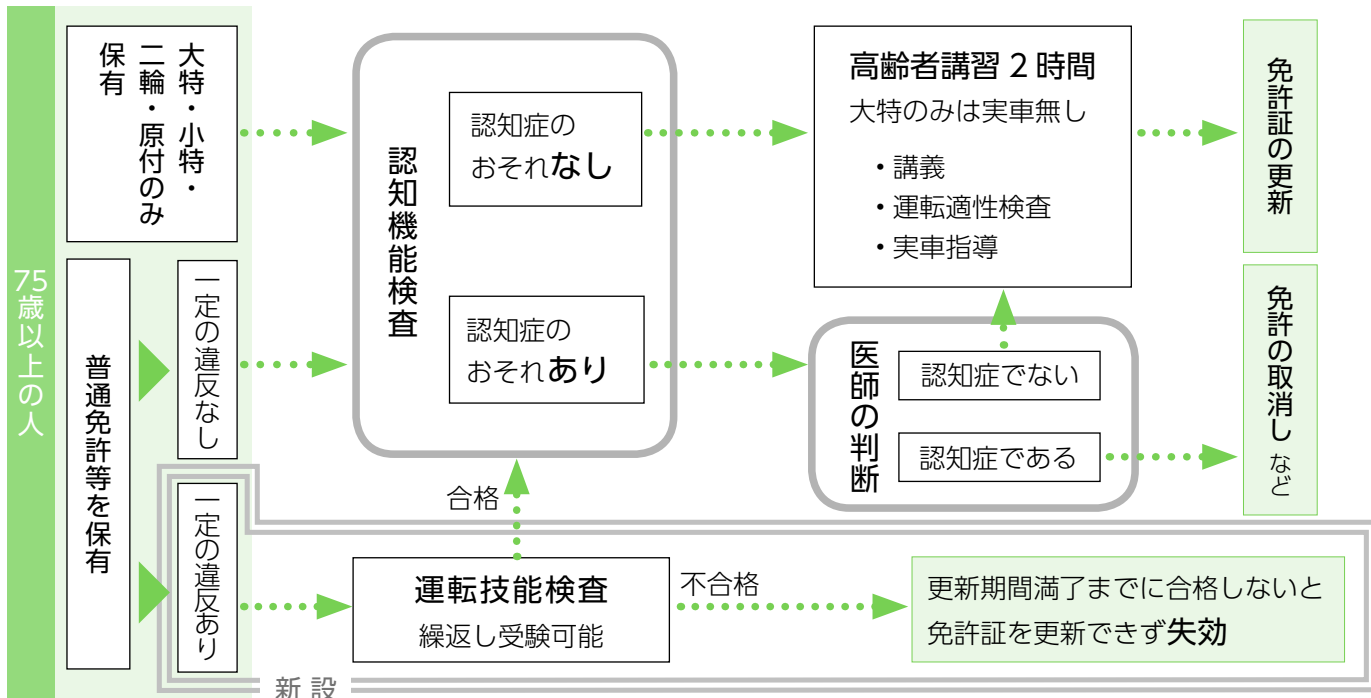 75歳以上の人
大特・小特・
二輪・原付のみ
保有
普通免許等を保有
一定の違反なし
一定の違反あり
認知機能検査
認知症の
おそれなし
認知症の
おそれあり
合格
運転技能検査
繰返し受験可能
不合格
更新期間満了までに合格しないと
免許証を更新できず失効
新設
高齢者講習 2 時間
大特のみは実車無し
・講義
・運転適性検査
・実車指導
医師の判断
認知症でない
認知症である
免許証の更新
免許の取消し など